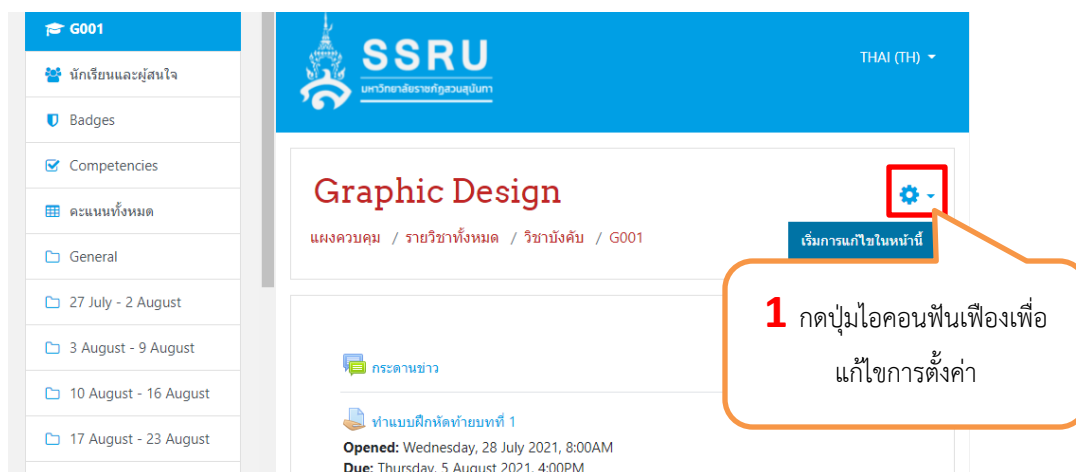 G001
นักเรียนและผู้สนใจ
Badges
Competencies
คะแนนทั้งหมด
General
27 July - 2 August
3 August - 9 August
10 August - 16 August
17 August - 23 August
SSRU
มหาวิทยาลัยราชภัฏสวนสุนันทา
THAI (TH)
Graphic Design
แผงควบคุม / รายวิชาทั้งหมด / วิชาบังคับ / G001
เริ่มการแก้ไขในหน้านี้
1 กดปุ่มไอคอนฟันเฟืองเพื่อ
แก้ไขการตั้งค่า
กระดานข่าว
ทำแบบฝึกหัดท้ายบทที่ 1
Opened: Wednesday, 28 July 2021, 8:00AM
Due: Thursday, 5 August 2021, 4:00PM